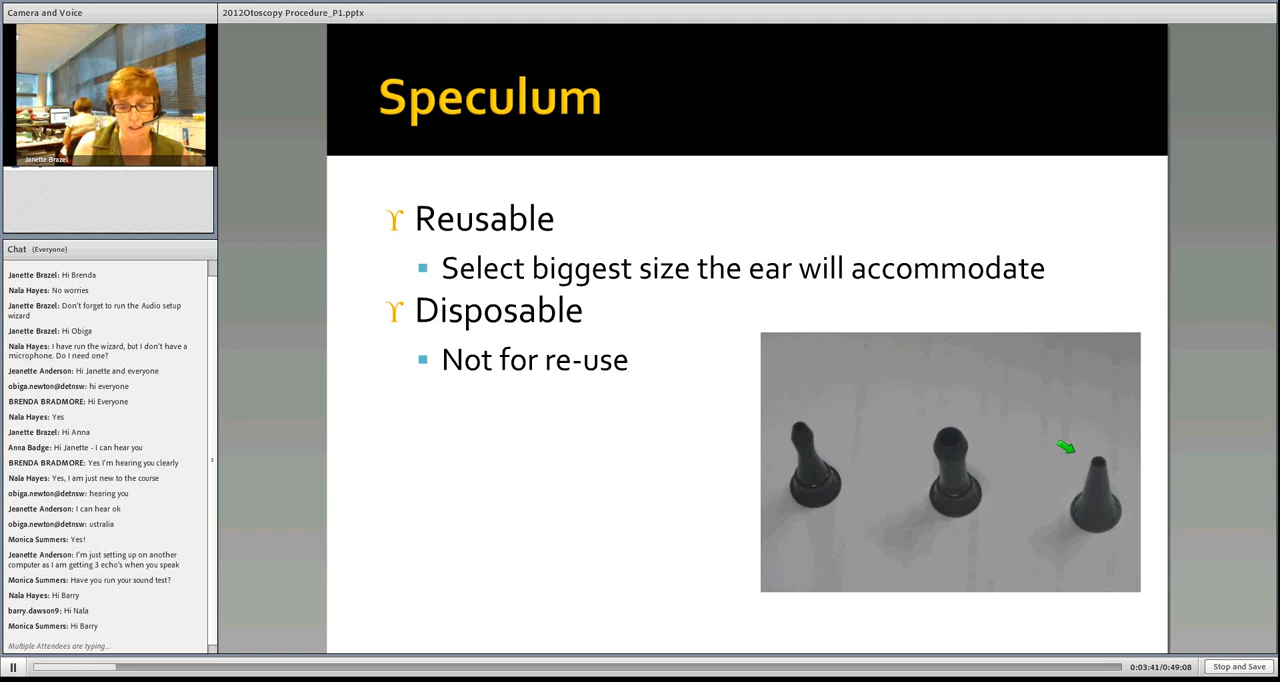 Camera and Voice
2012Otoscopy Procedure_P1.pptx
Janette Brazel
Speculum
Reusable
Select biggest size the ear will accommodate
Disposable
Not for re-use
Chat (Everyone)
Janette Brazel: Hi Brenda
Nala Hayes: No worries
Janette Brazel: Don't forget to run the Audio setup
wizard
Janette Brazel: Hi Obiga
Nala Hayes: I have run the wizard, but I don't have a
microphone. Do I need one?
Jeanette Anderson: Hi Janette and everyone
obiga.newton@detnsw: hi everyone
BRENDA BRADMORE: Hi Everyone
Nala Hayes: Yes
Janette Brazel: Hi Anna
Anna Badge: Hi Janette - I can hear you
BRENDA BRADMORE: Yes I'm hearing you clearly
Nala Hayes: Yes, I am just new to the course
obiga.newton@detnsw: hearing you
Jeanette Anderson: I can hear ok
obiga.newton@detnsw: ustralia
Monica Summers: Yes!
Jeanette Anderson: I'm just setting up on another
computer as I am getting 3 echo's when you speak
Monica Summers: Have you run your sound test?
Nala Hayes: Hi Barry
barry.dawson9: Hi Nala
Monica Summers: Hi Barry
Multiple Attendees are typing...
0:03:41/0:49:08
Stop and Save